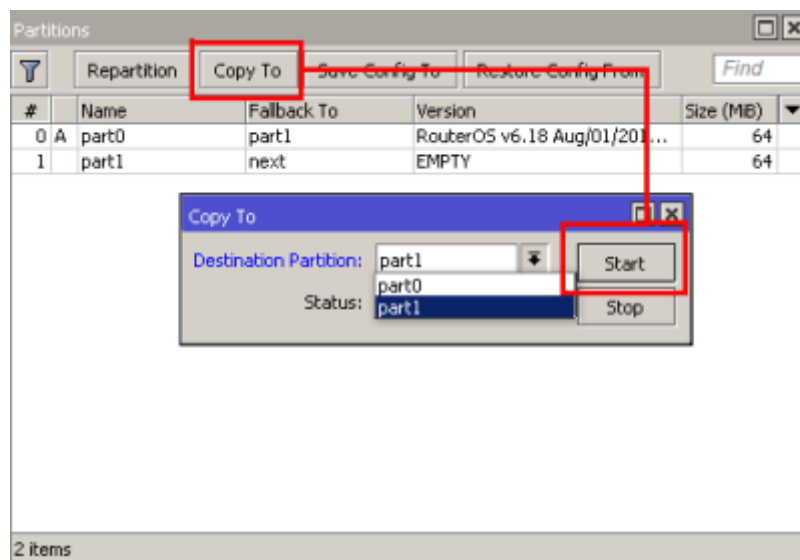 Partitions
Repartition Copy To Save Config To Restore Config From Find
# Name Fallback To Version Size (MiB)
0 A part0 part1 RouterOS v6.18 Aug/01/201... 64
1 part1 next EMPTY 64
Copy To
Destination Partition: part1 Start
part0
Status: part1 Stop
2 items